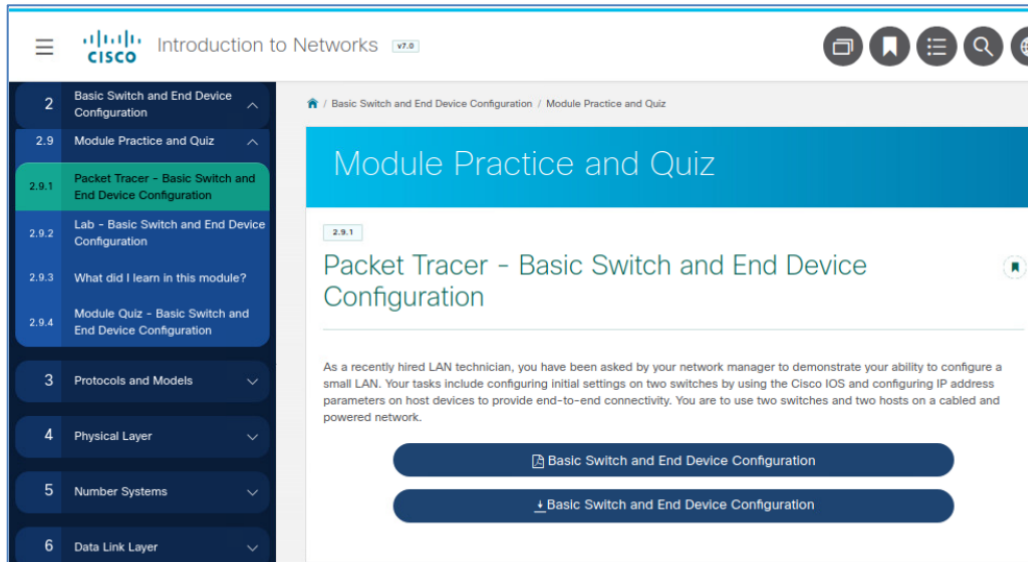 CISCO
Introduction to Networks v7.0
2 Basic Switch and End Device
Configuration
2.9 Module Practice and Quiz
2.9.1 Packet Tracer - Basic Switch and
End Device Configuration
2.9.2 Lab - Basic Switch and End Device
Configuration
2.9.3 What did I learn in this module?
2.9.4 Module Quiz - Basic Switch and
End Device Configuration
3 Protocols and Models
4 Physical Layer
5 Number Systems
6 Data Link Layer
/ Basic Switch and End Device Configuration / Module Practice and Quiz
Module Practice and Quiz
2.9.1
Packet Tracer - Basic Switch and End Device
Configuration
As a recently hired LAN technician, you have been asked by your network manager to demonstrate your ability to configure a
small LAN. Your tasks include configuring initial settings on two switches by using the Cisco IOS and configuring IP address
parameters on host devices to provide end-to-end connectivity. You are to use two switches and two hosts on a cabled and
powered network.
Basic Switch and End Device Configuration
Basic Switch and End Device Configuration